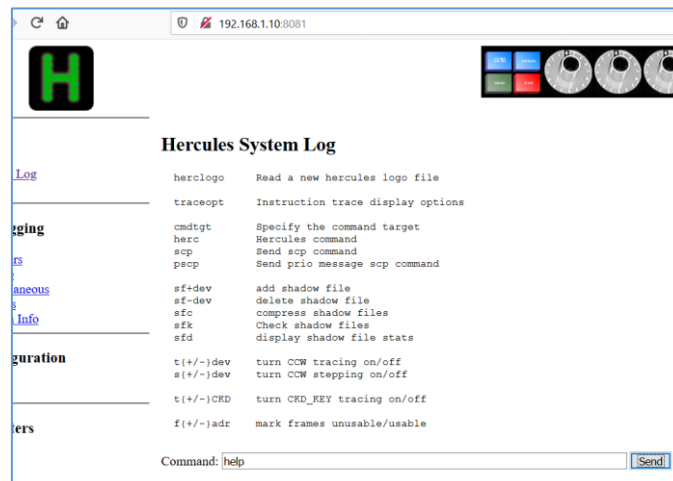 192.168.1.10:8081
H
Hercules System Log
herclogo Read a new hercules logo file
traceopt Instruction trace display options
cmdtgt Specify the command target
herc Hercules command
scp Send scp command
pscp Send prio message scp command
sf+dev add shadow file
sf-dev delete shadow file
sfc compress shadow files
sfk Check shadow files
sfd display shadow file stats
t{+/-}dev turn CCW tracing on/off
s{+/-}dev turn CCW stepping on/off
t{+/-}CKD turn CKD_KEY tracing on/off
f{+/-}adr mark frames unusable/usable
Command: help Send
Log
gging
rs
aneous
s
Info
guration
ters